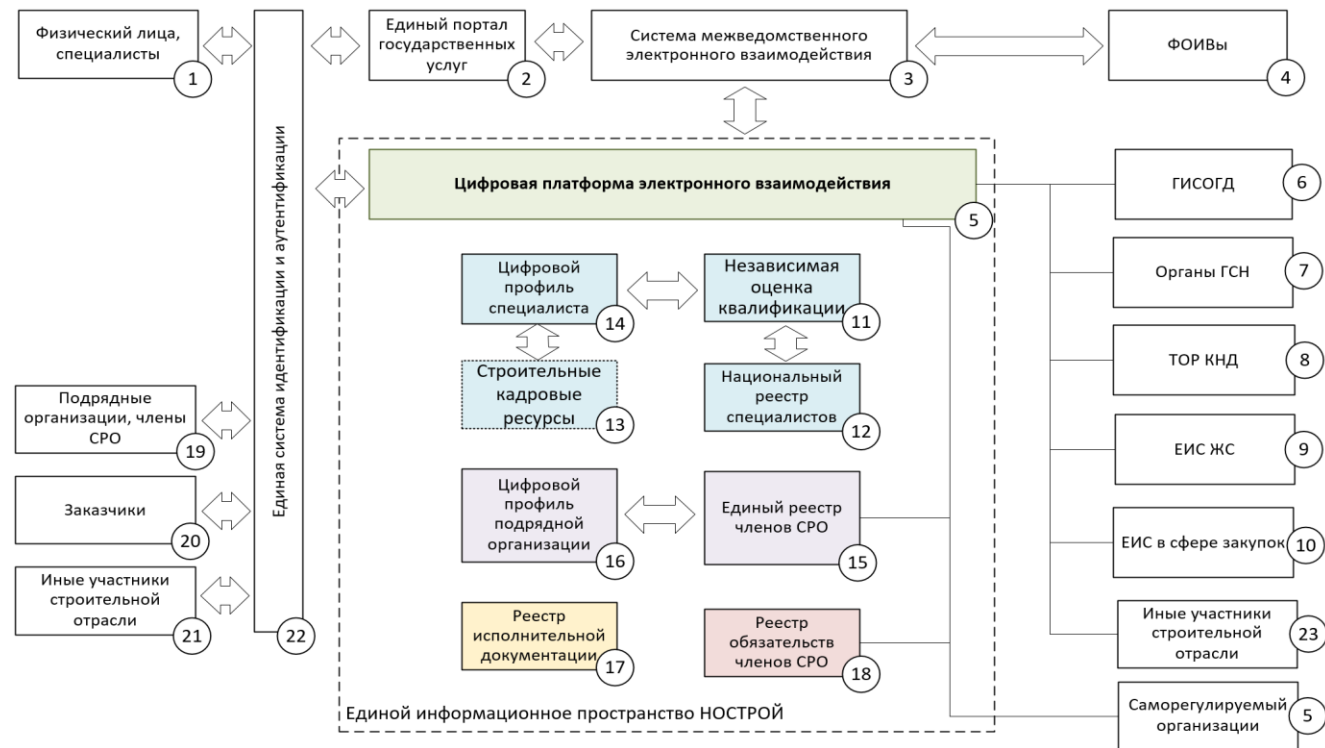 Физический лица,
специалисты
1
Единый портал
государственных
услуг
2
Система межведомственного
электронного взаимодействия
3
ФОИВы
4
Единая система идентификации и аутентификации
22
Цифровая платформа электронного взаимодействия
5
ГИСОГД
6
Органы ГСН
7
ТОР КНД
8
ЕИС ЖС
9
ЕИС в сфере закупок
10
Иные участники
строительной
отрасли
23
Саморегулируемый
организации
5
Цифровой
профиль
специалиста
14
Независимая
оценка
квалификации
11
Строительные
кадровые
ресурсы
13
Национальный
реестр
специалистов
12
Цифровой
профиль
подрядной
организации
16
Единый реестр
членов СРО
15
Реестр
исполнительной
документации
17
Реестр
обязательств
членов СРО
18
Единой информационное пространство НОСТРОЙ
Подрядные
организации, члены
СРО
19
Заказчики
20
Иные участники
строительной
отрасли
21